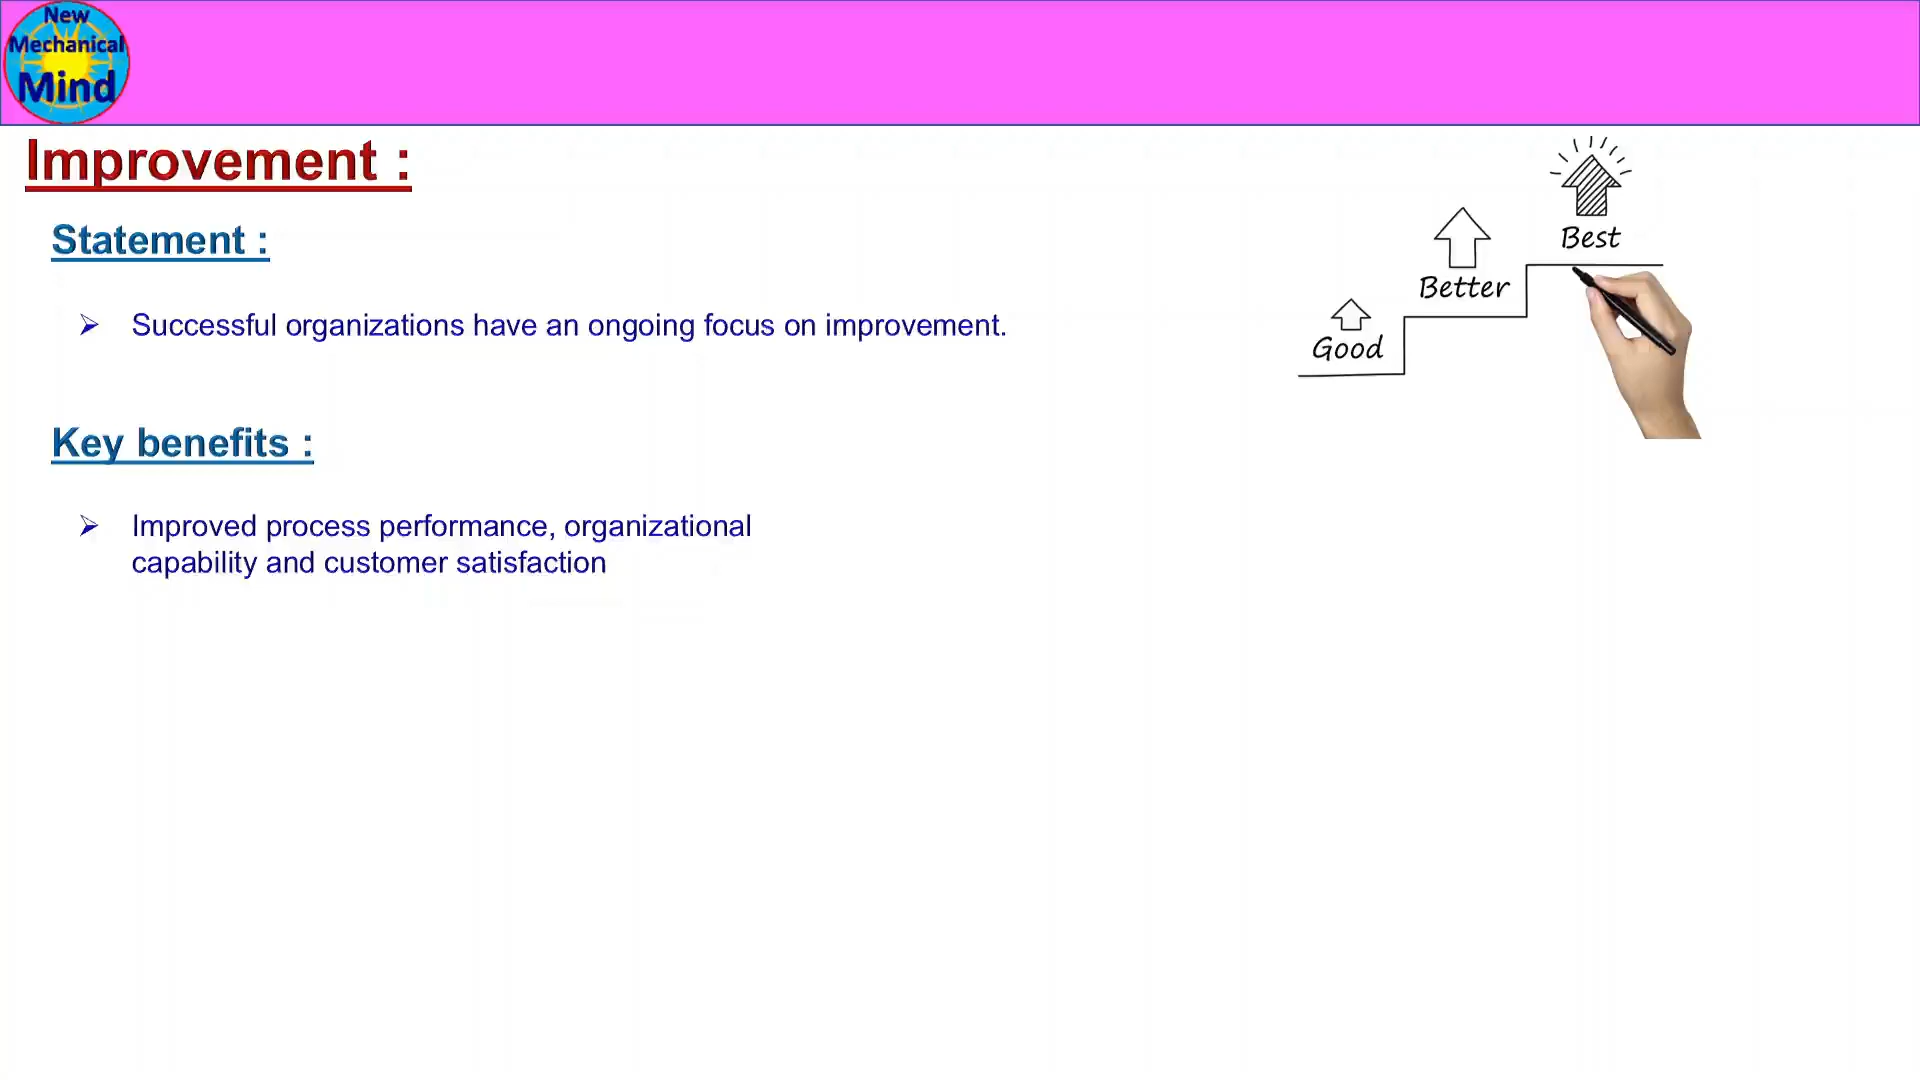 New
Mechanical
Mind
Improvement :
Statement :
Successful organizations have an ongoing focus on improvement.
Good
Better
Best
Key benefits :
Improved process performance, organizational
capability and customer satisfaction